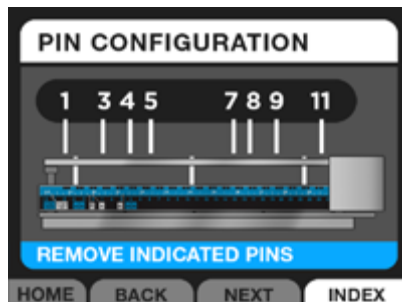 PIN CONFIGURATION
1 3 4 5 7 8 9 11
REMOVE INDICATED PINS
HOME BACK NEXT INDEX